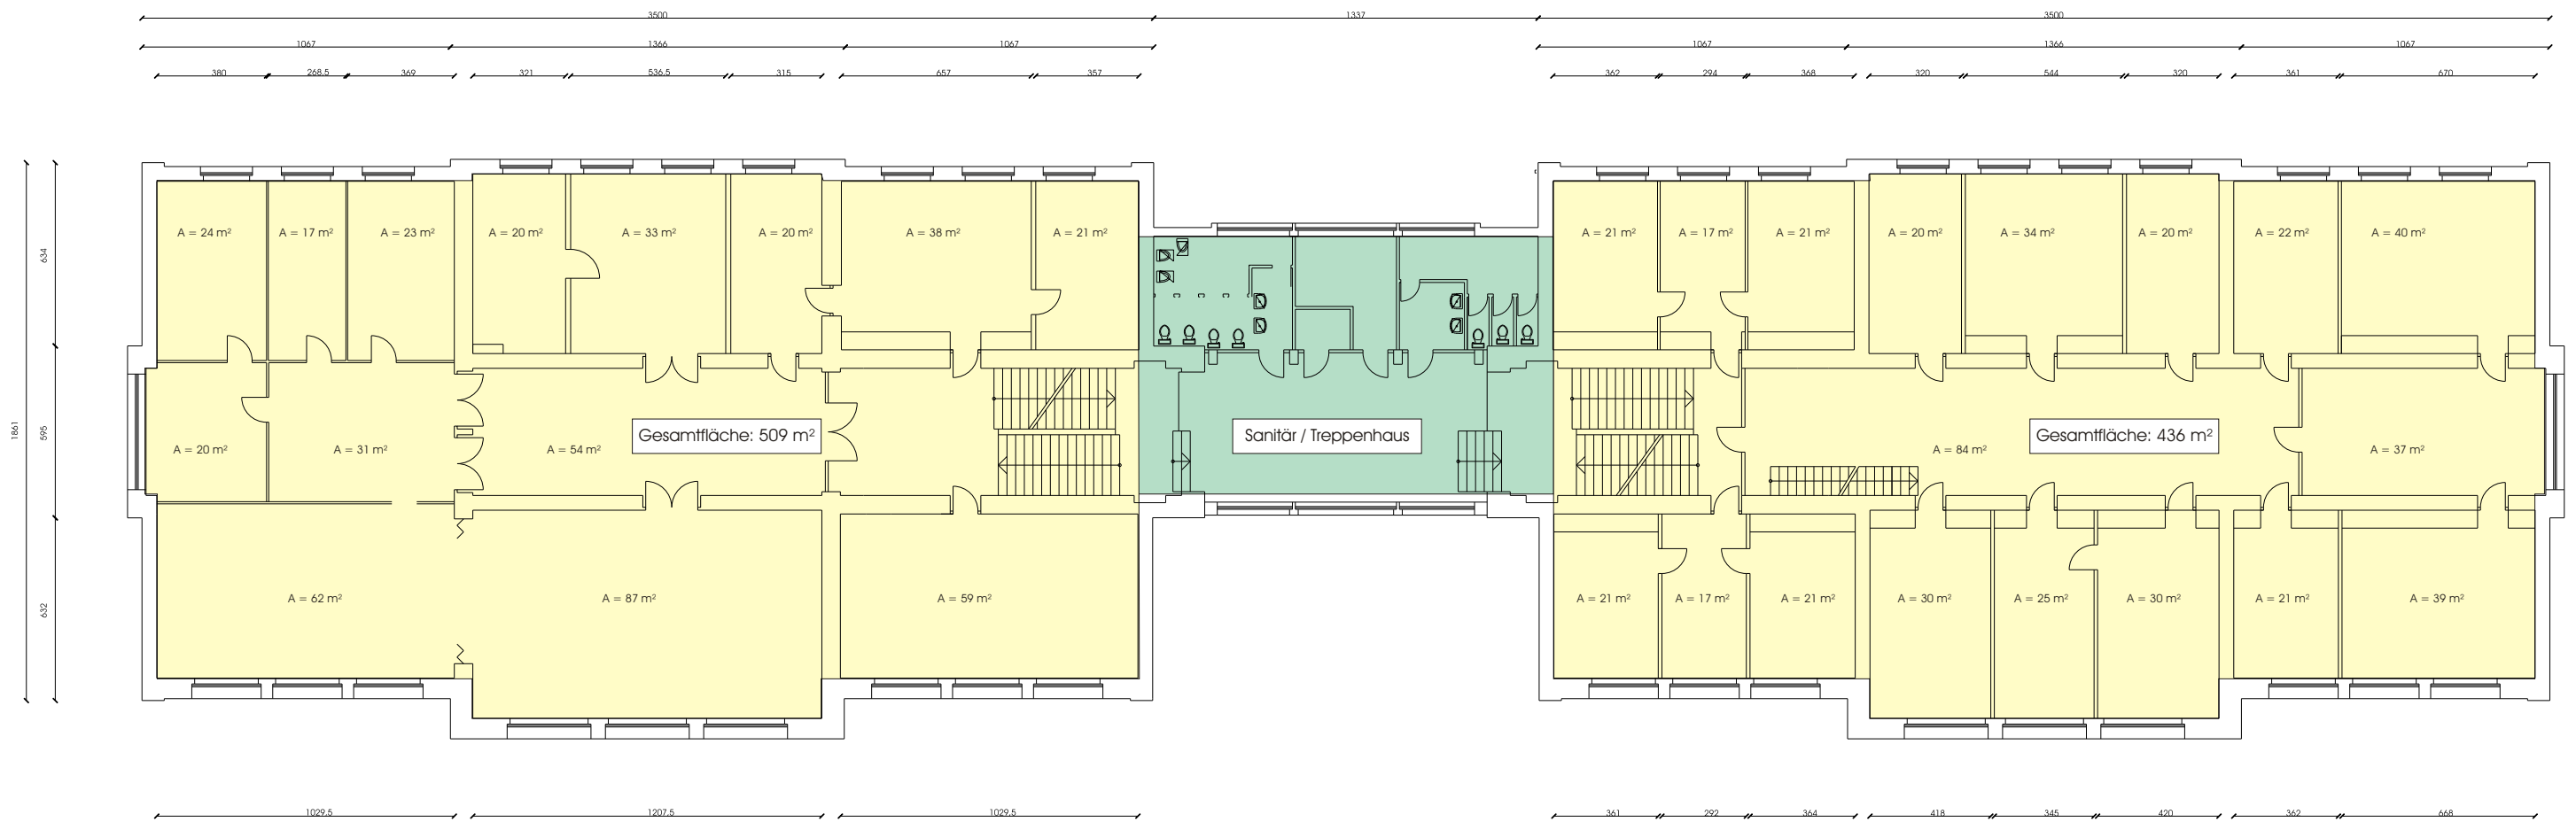 3500 1337 3500
1067 1366 1067 1067 1366 1067
380 268,5 369 321 536,5 315 657 357 362 294 368 320 544 320 361 670
634
595
1861
632
A = 24 m² A = 17 m² A = 23 m² A = 20 m² A = 33 m² A = 20 m² A = 38 m² A = 21 m² A = 21 m² A = 17 m² A = 21 m² A = 20 m² A = 34 m² A = 20 m² A = 22 m² A = 40 m²
Gesamtfläche: 509 m² Sanitär / Treppenhaus Gesamtfläche: 436 m²
A = 20 m² A = 31 m² A = 54 m² A = 84 m² A = 37 m²
A = 62 m² A = 87 m² A = 59 m² A = 21 m² A = 17 m² A = 21 m² A = 30 m² A = 25 m² A = 30 m² A = 21 m² A = 39 m²
1029,5 1207,5 1029,5 361 292 364 418 345 420 362 668